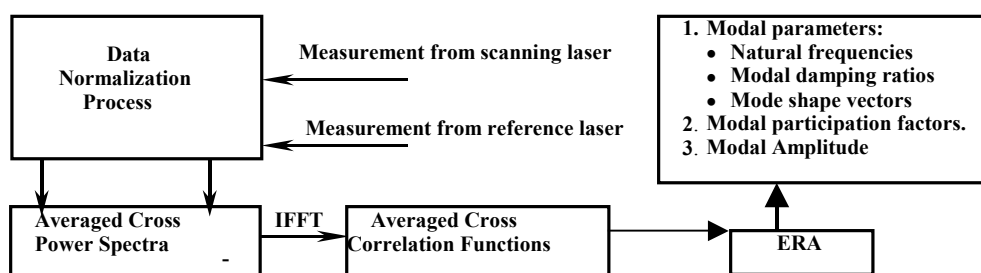 Data
Normalization
Process
Measurement from scanning laser
Measurement from reference laser
1. Modal parameters:
• Natural frequencies
• Modal damping ratios
• Mode shape vectors
2. Modal participation factors.
3. Modal Amplitude
Averaged Cross
Power Spectra
-
IFFT
Averaged Cross
Correlation Functions
ERA